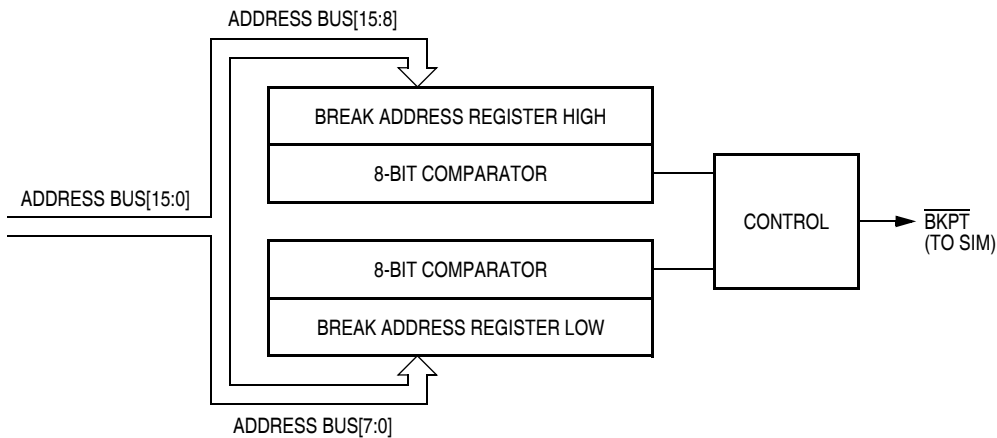 ADDRESS BUS[15:8]
BREAK ADDRESS REGISTER HIGH
8-BIT COMPARATOR
ADDRESS BUS[15:0]
CONTROL
BKPT
(TO SIM)
8-BIT COMPARATOR
BREAK ADDRESS REGISTER LOW
ADDRESS BUS[7:0]